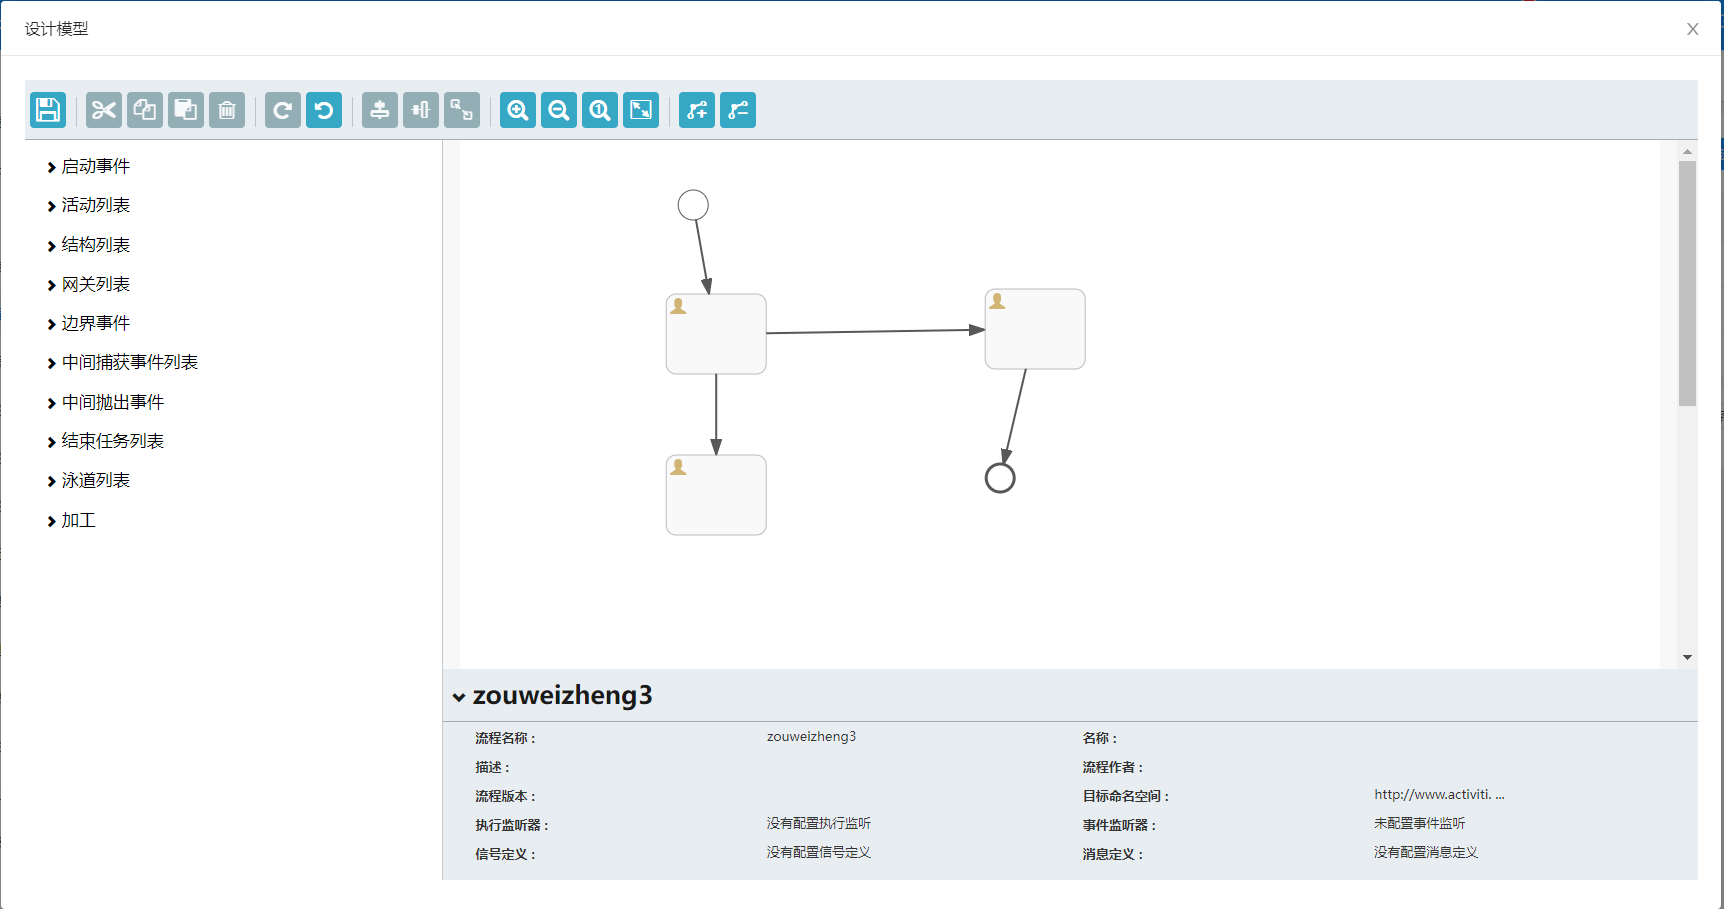 设计模型
X
启动事件
活动列表
结构列表
网关列表
边界事件
中间捕获事件列表
中间抛出事件
结束任务列表
泳道列表
加工
zouweizheng3
流程名称 : zouweizheng3 名称 :
描述 : 流程作者 :
流程版本 : 目标命名空间 : http://www.activiti. ...
执行监听器 : 没有配置执行监听 事件监听器 : 未配置事件监听
信号定义 : 没有配置信号定义 消息定义 : 没有配置消息定义